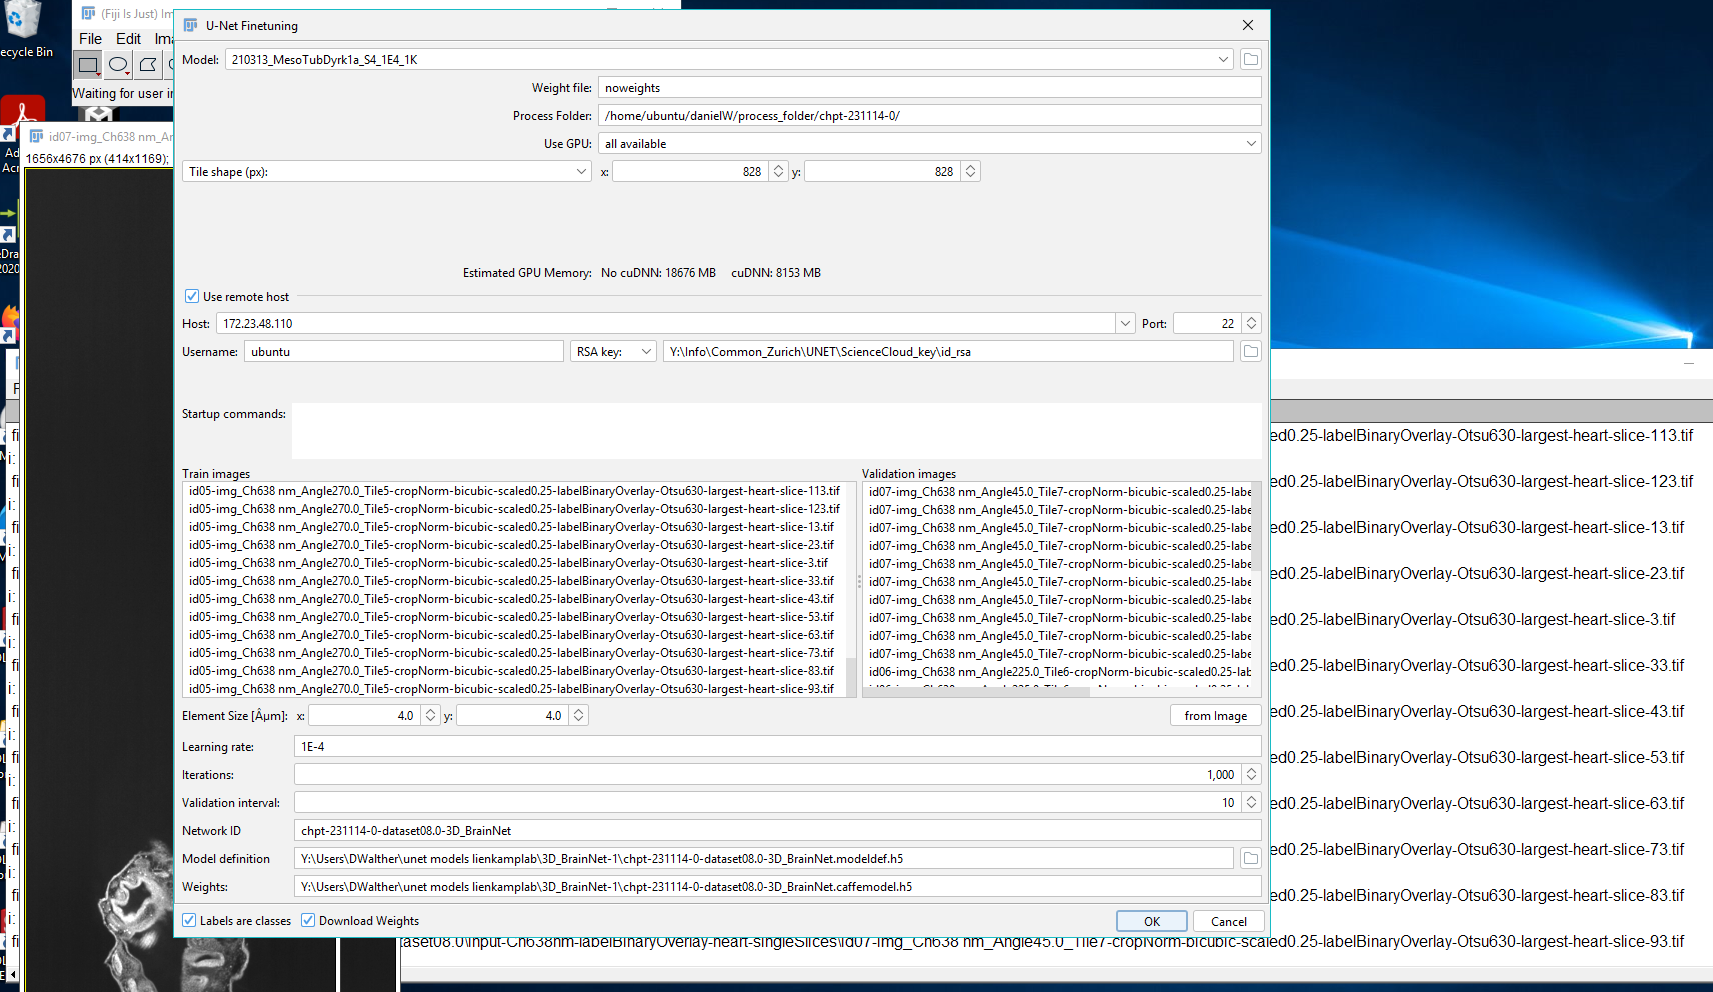 ecycle Bin
(Fiji Is Just) Im
File Edit Ima
Waiting for user in
id07-img_Ch638 nm_An
1656x4676 px (414x1169);
Ad
Acr
Dra
2020
U-Net Finetuning
Model: 210313_MesoTubDyrk1a_S4_1E4_1K
Weight file: noweights
Process Folder: /home/ubuntu/danielW/process_folder/chpt-231114-0/
Use GPU: all available
Tile shape (px): x: 828 y: 828
Estimated GPU Memory: No cuDNN: 18676 MB cuDNN: 8153 MB
Use remote host
Host: 172.23.48.110 Port: 22
Username: ubuntu RSA key: Y:\Info\Common_Zurich\UNET\ScienceCloud_key\id_rsa
Startup commands:
Train images
id05-img_Ch638 nm_Angle270.0_Tile5-cropNorm-bicubic-scaled0.25-labelBinaryOverlay-Otsu630-largest-heart-slice-113.tif
id05-img_Ch638 nm_Angle270.0_Tile5-cropNorm-bicubic-scaled0.25-labelBinaryOverlay-Otsu630-largest-heart-slice-123.tif
id05-img_Ch638 nm_Angle270.0_Tile5-cropNorm-bicubic-scaled0.25-labelBinaryOverlay-Otsu630-largest-heart-slice-13.tif
id05-img_Ch638 nm_Angle270.0_Tile5-cropNorm-bicubic-scaled0.25-labelBinaryOverlay-Otsu630-largest-heart-slice-23.tif
id05-img_Ch638 nm_Angle270.0_Tile5-cropNorm-bicubic-scaled0.25-labelBinaryOverlay-Otsu630-largest-heart-slice-3.tif
id05-img_Ch638 nm_Angle270.0_Tile5-cropNorm-bicubic-scaled0.25-labelBinaryOverlay-Otsu630-largest-heart-slice-33.tif
id05-img_Ch638 nm_Angle270.0_Tile5-cropNorm-bicubic-scaled0.25-labelBinaryOverlay-Otsu630-largest-heart-slice-43.tif
id05-img_Ch638 nm_Angle270.0_Tile5-cropNorm-bicubic-scaled0.25-labelBinaryOverlay-Otsu630-largest-heart-slice-53.tif
id05-img_Ch638 nm_Angle270.0_Tile5-cropNorm-bicubic-scaled0.25-labelBinaryOverlay-Otsu630-largest-heart-slice-63.tif
id05-img_Ch638 nm_Angle270.0_Tile5-cropNorm-bicubic-scaled0.25-labelBinaryOverlay-Otsu630-largest-heart-slice-73.tif
id05-img_Ch638 nm_Angle270.0_Tile5-cropNorm-bicubic-scaled0.25-labelBinaryOverlay-Otsu630-largest-heart-slice-83.tif
id05-img_Ch638 nm_Angle270.0_Tile5-cropNorm-bicubic-scaled0.25-labelBinaryOverlay-Otsu630-largest-heart-slice-93.tif
Validation images
id07-img_Ch638 nm_Angle45.0_Tile7-cropNorm-bicubic-scaled0.25-labe
id07-img_Ch638 nm_Angle45.0_Tile7-cropNorm-bicubic-scaled0.25-labe
id07-img_Ch638 nm_Angle45.0_Tile7-cropNorm-bicubic-scaled0.25-labe
id07-img_Ch638 nm_Angle45.0_Tile7-cropNorm-bicubic-scaled0.25-labe
id07-img_Ch638 nm_Angle45.0_Tile7-cropNorm-bicubic-scaled0.25-labe
id07-img_Ch638 nm_Angle45.0_Tile7-cropNorm-bicubic-scaled0.25-labe
id07-img_Ch638 nm_Angle45.0_Tile7-cropNorm-bicubic-scaled0.25-labe
id07-img_Ch638 nm_Angle45.0_Tile7-cropNorm-bicubic-scaled0.25-labe
id07-img_Ch638 nm_Angle45.0_Tile7-cropNorm-bicubic-scaled0.25-labe
id07-img_Ch638 nm_Angle45.0_Tile7-cropNorm-bicubic-scaled0.25-labe
id06-img_Ch638 nm_Angle225.0_Tile6-cropNorm-bicubic-scaled0.25-lab
Element Size [Âµm]: x: 4.0 y: 4.0 from Image
Learning rate: 1E-4
Iterations: 1,000
Validation interval: 10
Network ID chpt-231114-0-dataset08.0-3D_BrainNet
Model definition Y:\Users\DWalther\unet models lienkamplab\3D_BrainNet-1\chpt-231114-0-dataset08.0-3D_BrainNet.modeldef.h5
Weights: Y:\Users\DWalther\unet models lienkamplab\3D_BrainNet-1\chpt-231114-0-dataset08.0-3D_BrainNet.caffemodel.h5
Labels are classes Download Weights OK Cancel
ed0.25-labelBinaryOverlay-Otsu630-largest-heart-slice-113.tif
ed0.25-labelBinaryOverlay-Otsu630-largest-heart-slice-123.tif
ed0.25-labelBinaryOverlay-Otsu630-largest-heart-slice-13.tif
ed0.25-labelBinaryOverlay-Otsu630-largest-heart-slice-23.tif
ed0.25-labelBinaryOverlay-Otsu630-largest-heart-slice-3.tif
ed0.25-labelBinaryOverlay-Otsu630-largest-heart-slice-33.tif
ed0.25-labelBinaryOverlay-Otsu630-largest-heart-slice-43.tif
ed0.25-labelBinaryOverlay-Otsu630-largest-heart-slice-53.tif
ed0.25-labelBinaryOverlay-Otsu630-largest-heart-slice-63.tif
ed0.25-labelBinaryOverlay-Otsu630-largest-heart-slice-73.tif
ed0.25-labelBinaryOverlay-Otsu630-largest-heart-slice-83.tif
taset08.0\input-Ch638nm-labelBinaryOverlay-heart-singleSlices\id07-img_Ch638 nm_Angle45.0_Tile7-cropNorm-bicubic-scaled0.25-labelBinaryOverlay-Otsu630-largest-heart-slice-93.tif